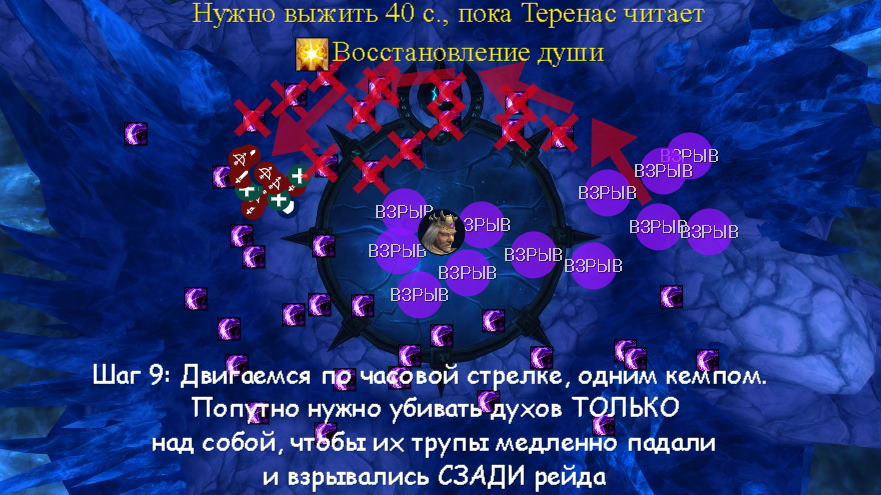 Нужно выжить 40 с., пока Теренас читает
Восстановление души
ВЗРЫВ
ВЗРЫВ
ВЗРЫВ
ВЗРЫВ
ВЗРЫВ
ВЗРЫВ
ВЗРЫВ
ВЗРЫВ
ВЗРЫВ
ВЗРЫВ
ВЗРЫВ
ВЗРЫВ
Шаг 9: Двигаемся по часовой стрелке, одним кемпом.
Попутно нужно убивать духов ТОЛЬКО
над собой, чтобы их трупы медленно падали
и взрывались СЗАДИ рейда